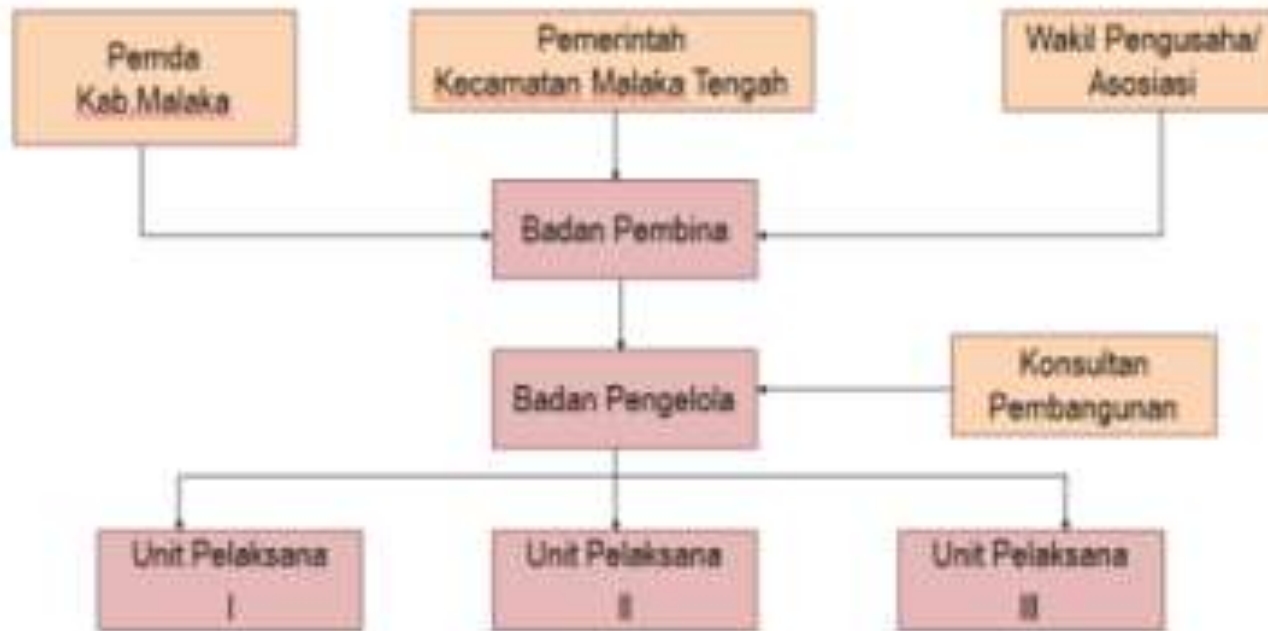 Pemda
Kab.Malaka
Pemerintah
Kecamatan Malaka Tengah
Wakil Pengusaha/
Asosiasi
Badan Pembina
Badan Pengelola
Konsultan
Pembangunan
Unit Pelaksana
I
Unit Pelaksana
II
Unit Pelaksana
III